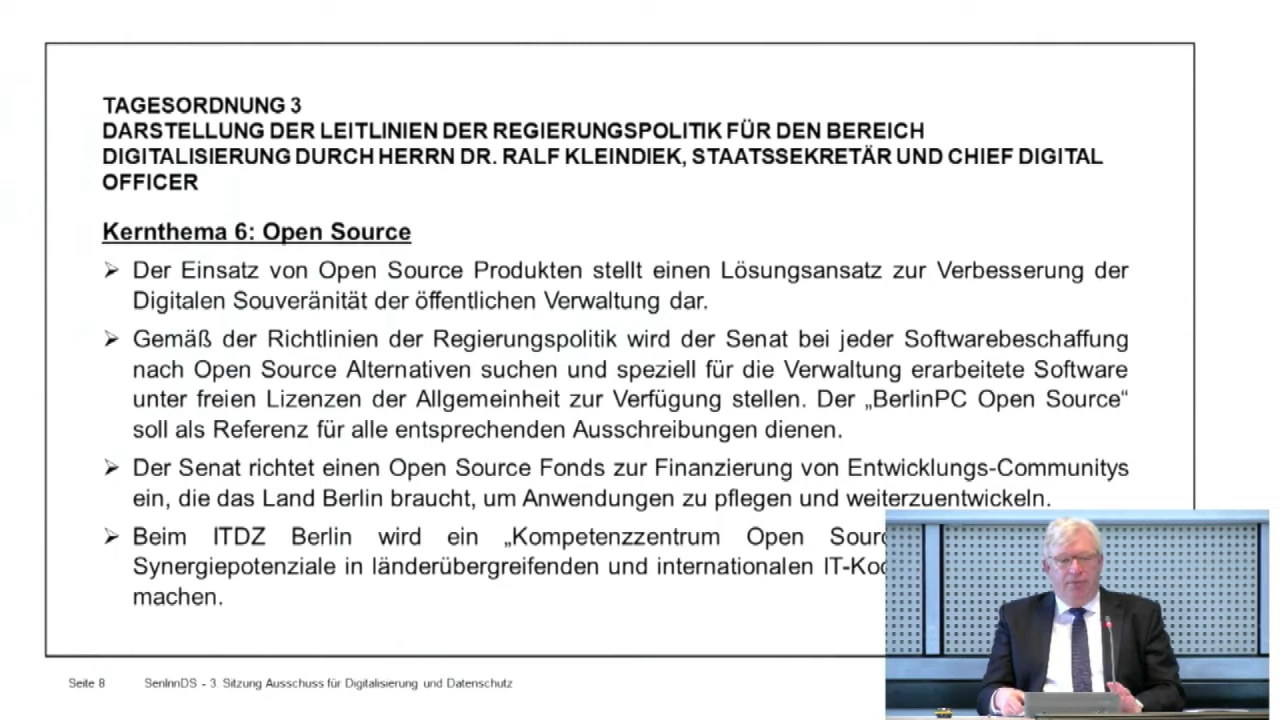 TAGESORDNUNG 3
DARSTELLUNG DER LEITLINIEN DER REGIERUNGSPOLITIK FÜR DEN BEREICH
DIGITALISIERUNG DURCH HERRN DR. RALF KLEINDIEK, STAATSSEKRETÄR UND CHIEF DIGITAL
OFFICER
Kernthema 6: Open Source
➢ Der Einsatz von Open Source Produkten stellt einen Lösungsansatz zur Verbesserung der
Digitalen Souveränität der öffentlichen Verwaltung dar.
➢ Gemäß der Richtlinien der Regierungspolitik wird der Senat bei jeder Softwarebeschaffung
nach Open Source Alternativen suchen und speziell für die Verwaltung erarbeitete Software
unter freien Lizenzen der Allgemeinheit zur Verfügung stellen. Der „BerlinPC Open Source“
soll als Referenz für alle entsprechenden Ausschreibungen dienen.
➢ Der Senat richtet einen Open Source Fonds zur Finanzierung von Entwicklungs-Communitys
ein, die das Land Berlin braucht, um Anwendungen zu pflegen und weiterzuentwickeln.
➢ Beim ITDZ Berlin wird ein „Kompetenzzentrum Open
Synergiepotenziale in länderübergreifenden und internationalen
machen.
Seite 8 SenInnDS - 3. Sitzung Ausschuss für Digitalisierung und Datenschutz